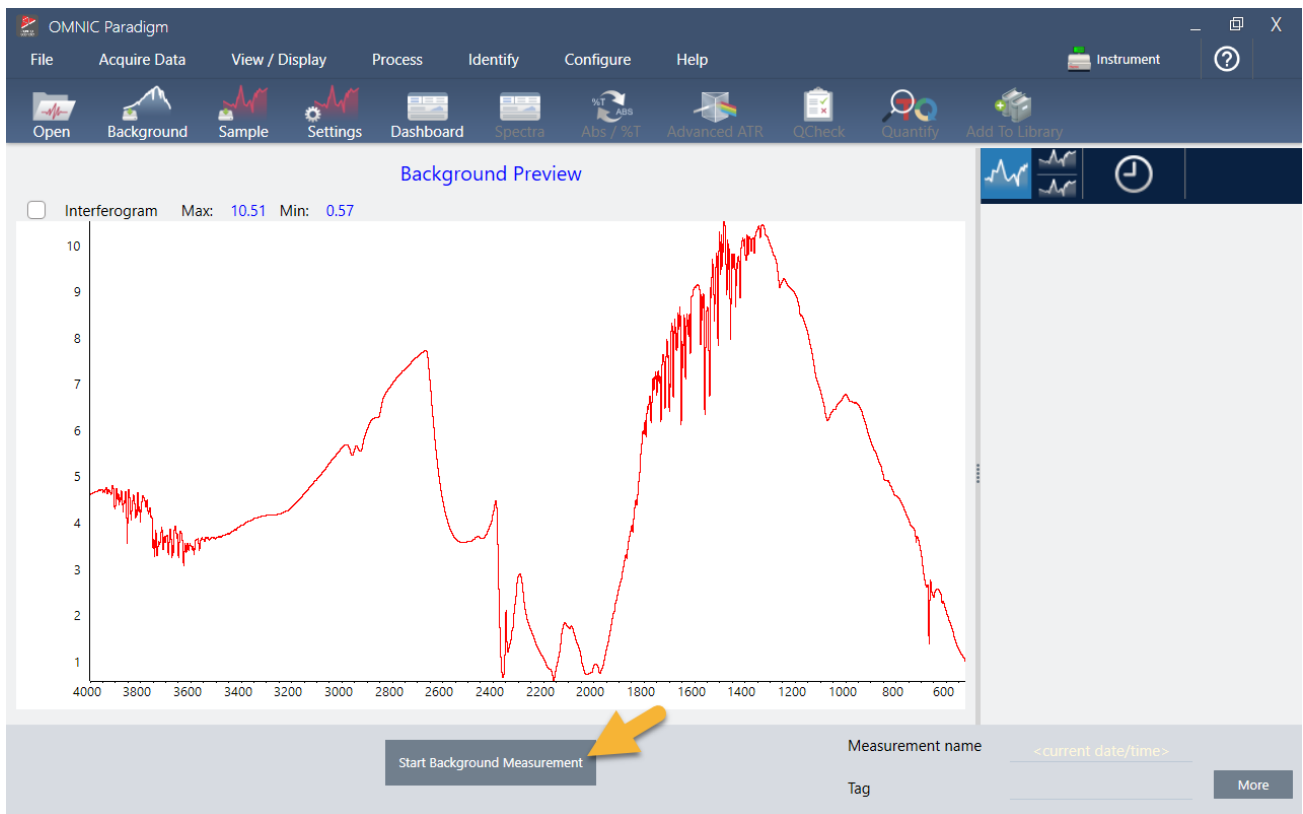 OMNIC Paradigm
File Acquire Data View / Display Process Identify Configure Help Instrument
Open Background Sample Settings Dashboard Spectra %T ABS Abs / %T Advanced ATR QCheck Quantify Add To Library
Background Preview
Interferogram Max: 10.51 Min: 0.57
10
9
8
7
6
5
4
3
2
1
4000 3800 3600 3400 3200 3000 2800 2600 2400 2200 2000 1800 1600 1400 1200 1000 800 600
Start Background Measurement
Measurement name <current date/time>
Tag
More